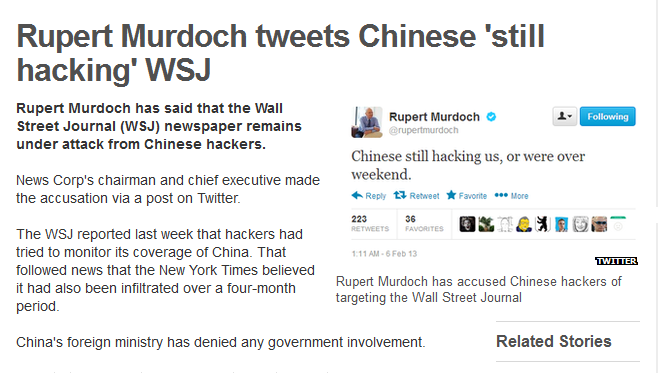 Rupert Murdoch tweets Chinese 'still
hacking' WSJ
Rupert Murdoch has said that the Wall
Street Journal (WSJ) newspaper remains
under attack from Chinese hackers.
News Corp's chairman and chief executive made
the accusation via a post on Twitter.
The WSJ reported last week that hackers had
tried to monitor its coverage of China. That
followed news that the New York Times believed
it had also been infiltrated over a four-month
period.
China's foreign ministry has denied any government involvement.
Rupert Murdoch
@rupertmurdoch
Following
Chinese still hacking us, or were over
weekend.
Reply Retweet Favorite More
223 36
RETWEETS FAVORITES
1:11 AM - 6 Feb 13
TWITTER
Rupert Murdoch has accused Chinese hackers of
targeting the Wall Street Journal
Related Stories